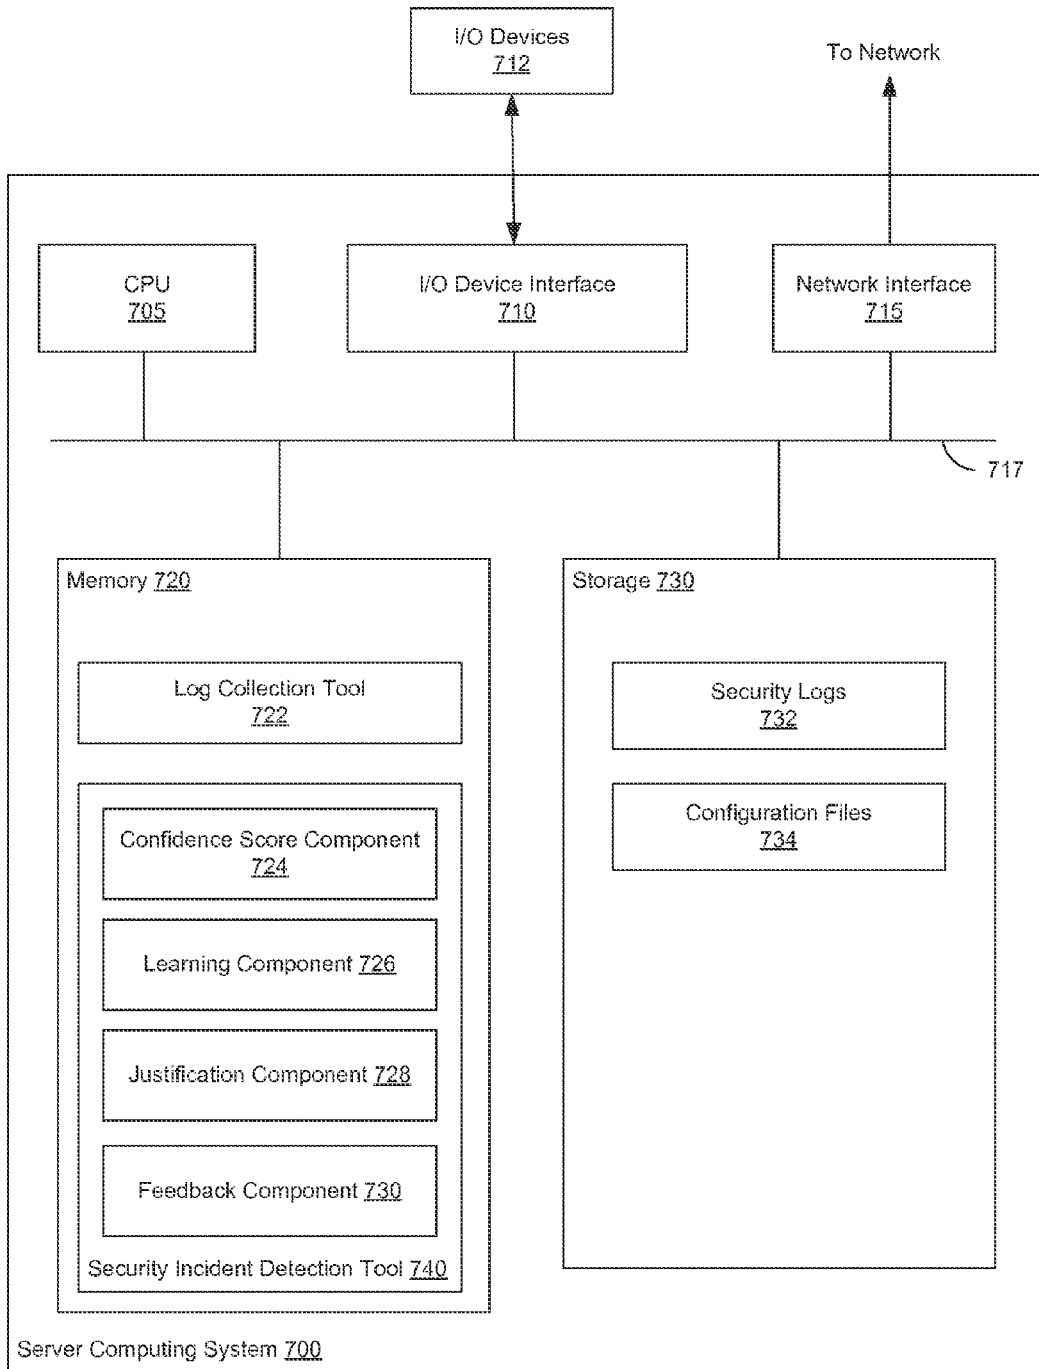 I/O Devices
712
To Network
CPU
705
I/O Device Interface
710
Network Interface
715
717
Memory 720
Log Collection Tool
722
Confidence Score Component
724
Learning Component 726
Justification Component 728
Feedback Component 730
Security Incident Detection Tool 740
Storage 730
Security Logs
732
Configuration Files
734
Server Computing System 700